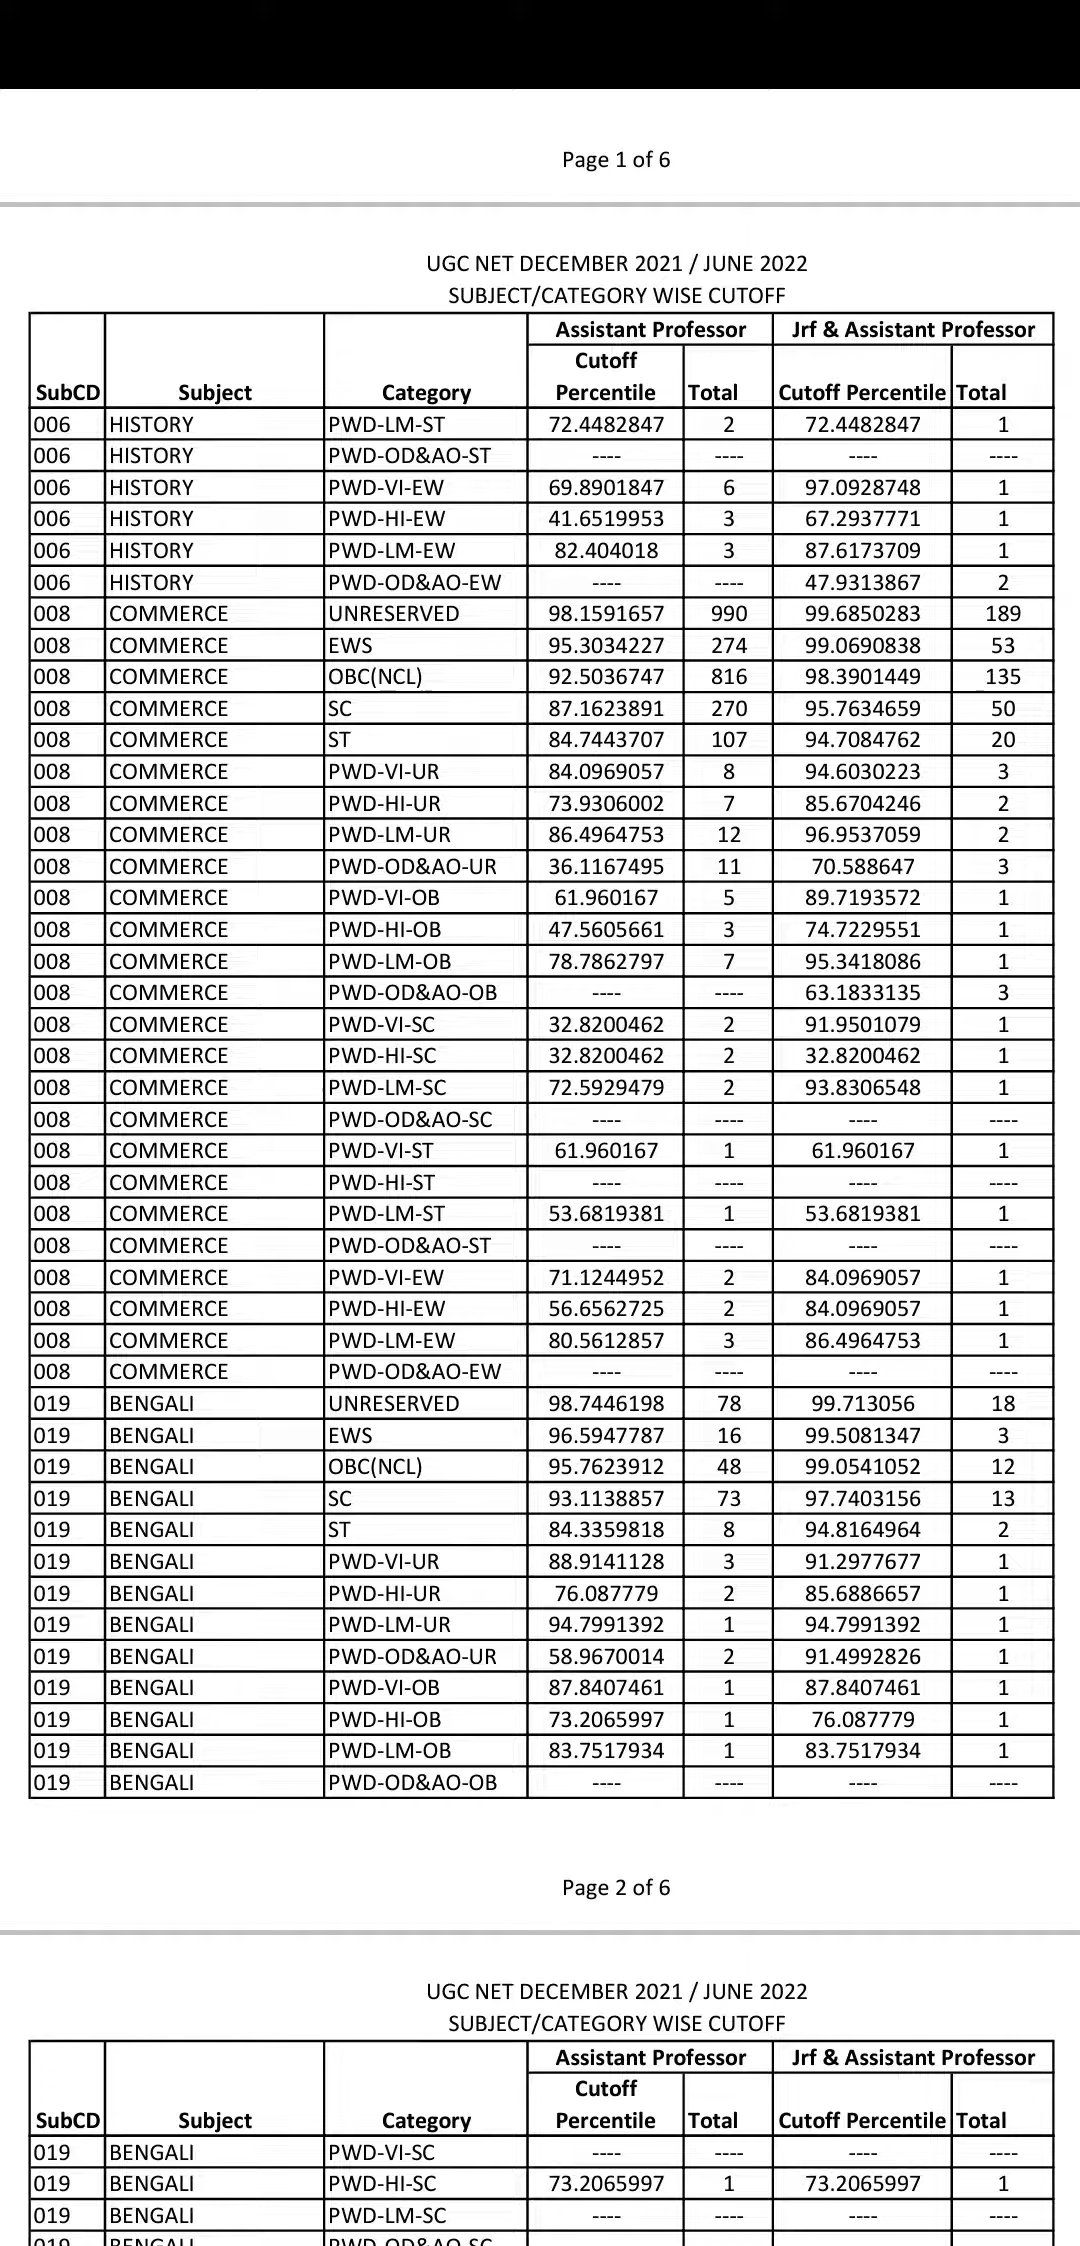 Page 1 of 6
UGC NET DECEMBER 2021 / JUNE 2022
SUBJECT/CATEGORY WISE CUTOFF
Assistant Professor Jrf & Assistant Professor
SubCD Subject Category Cutoff Percentile Total Cutoff Percentile Total
006 HISTORY PWD-LM-ST 72.4482847 2 72.4482847 1
006 HISTORY PWD-OD&AO-ST ---- ---- ---- ----
006 HISTORY PWD-VI-EW 69.8901847 6 97.0928748 1
006 HISTORY PWD-HI-EW 41.6519953 3 67.2937771 1
006 HISTORY PWD-LM-EW 82.404018 3 87.6173709 1
006 HISTORY PWD-OD&AO-EW ---- ---- 47.9313867 2
008 COMMERCE UNRESERVED 98.1591657 990 99.6850283 189
008 COMMERCE EWS 95.3034227 274 99.0690838 53
008 COMMERCE OBC(NCL) 92.5036747 816 98.3901449 135
008 COMMERCE SC 87.1623891 270 95.7634659 50
008 COMMERCE ST 84.7443707 107 94.7084762 20
008 COMMERCE PWD-VI-UR 84.0969057 8 94.6030223 3
008 COMMERCE PWD-HI-UR 73.9306002 7 85.6704246 2
008 COMMERCE PWD-LM-UR 86.4964753 12 96.9537059 2
008 COMMERCE PWD-OD&AO-UR 36.1167495 11 70.588647 3
008 COMMERCE PWD-VI-OB 61.960167 5 89.7193572 1
008 COMMERCE PWD-HI-OB 47.5605661 3 74.7229551 1
008 COMMERCE PWD-LM-OB 78.7862797 7 95.3418086 1
008 COMMERCE PWD-OD&AO-OB ---- ---- 63.1833135 3
008 COMMERCE PWD-VI-SC 32.8200462 2 91.9501079 1
008 COMMERCE PWD-HI-SC 32.8200462 2 32.8200462 1
008 COMMERCE PWD-LM-SC 72.5929479 2 93.8306548 1
008 COMMERCE PWD-OD&AO-SC ---- ---- ---- ----
008 COMMERCE PWD-VI-ST 61.960167 1 61.960167 1
008 COMMERCE PWD-HI-ST ---- ---- ---- ----
008 COMMERCE PWD-LM-ST 53.6819381 1 53.6819381 1
008 COMMERCE PWD-OD&AO-ST ---- ---- ---- ----
008 COMMERCE PWD-VI-EW 71.1244952 2 84.0969057 1
008 COMMERCE PWD-HI-EW 56.6562725 2 84.0969057 1
008 COMMERCE PWD-LM-EW 80.5612857 3 86.4964753 1
008 COMMERCE PWD-OD&AO-EW ---- ---- ---- ----
019 BENGALI UNRESERVED 98.7446198 78 99.713056 18
019 BENGALI EWS 96.5947787 16 99.5081347 3
019 BENGALI OBC(NCL) 95.7623912 48 99.0541052 12
019 BENGALI SC 93.1138857 73 97.7403156 13
019 BENGALI ST 84.3359818 8 94.8164964 2
019 BENGALI PWD-VI-UR 88.9141128 3 91.2977677 1
019 BENGALI PWD-HI-UR 76.087779 2 85.6886657 1
019 BENGALI PWD-LM-UR 94.7991392 1 94.7991392 1
019 BENGALI PWD-OD&AO-UR 58.9670014 2 91.4992826 1
019 BENGALI PWD-VI-OB 87.8407461 1 87.8407461 1
019 BENGALI PWD-HI-OB 73.2065997 1 76.087779 1
019 BENGALI PWD-LM-OB 83.7517934 1 83.7517934 1
019 BENGALI PWD-OD&AO-OB ---- ---- ---- ----
Page 2 of 6
UGC NET DECEMBER 2021 / JUNE 2022
SUBJECT/CATEGORY WISE CUTOFF
Assistant Professor Jrf & Assistant Professor
SubCD Subject Category Cutoff Percentile Total Cutoff Percentile Total
019 BENGALI PWD-VI-SC ---- ---- ---- ----
019 BENGALI PWD-HI-SC 73.2065997 1 73.2065997 1
019 BENGALI PWD-LM-SC ---- ---- ---- ----
019 BENGALI PWD-OD&AO-SC